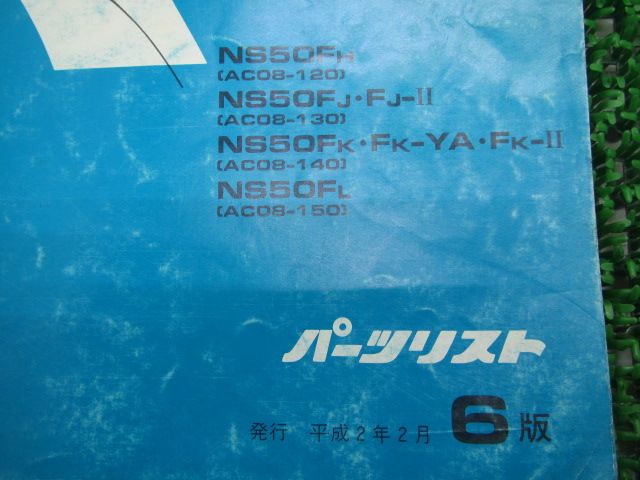 NS50FH
(AC08-120)
NS50FJ・FJ-II
(AC08-130)
NS50FK・FK-YA・FK-II
(AC08-140)
NS50FL
(AC08-150)
パーツリスト
発行 平成2年2月 6版